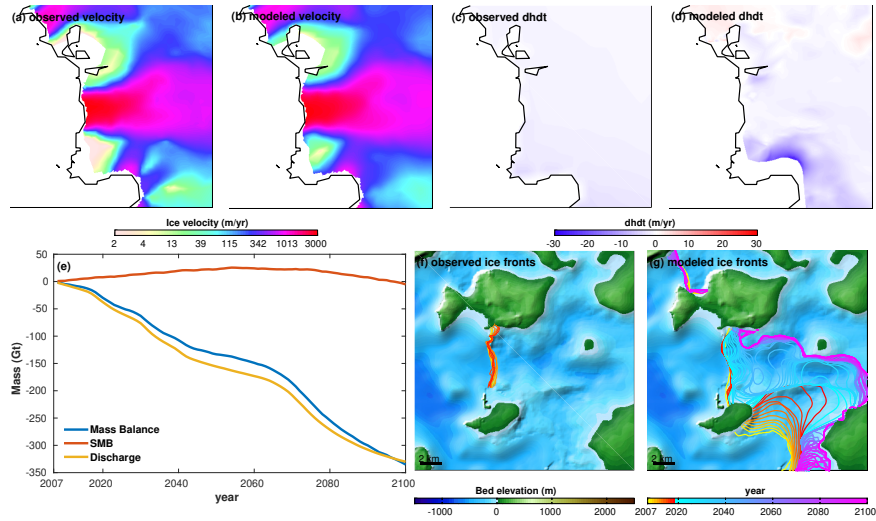 (a) observed velocity
(b) modeled velocity
(c) observed dhdt
(d) modeled dhdt
Ice velocity (m/yr)
2 4 13 39 115 342 1013 3000
dhdt (m/yr)
-30 -20 -10 0 10 20 30
(e)
50
0
-50
-100
-150
-200
-250
-300
-350
Mass (Gt)
Mass Balance
SMB
Discharge
2007 2020 2040 2060 2080 2100
year
(f) observed ice fronts
2 km
(g) modeled ice fronts
2 km
Bed elevation (m)
-1000 0 1000 2000
year
2007 2020 2040 2060 2080 2100